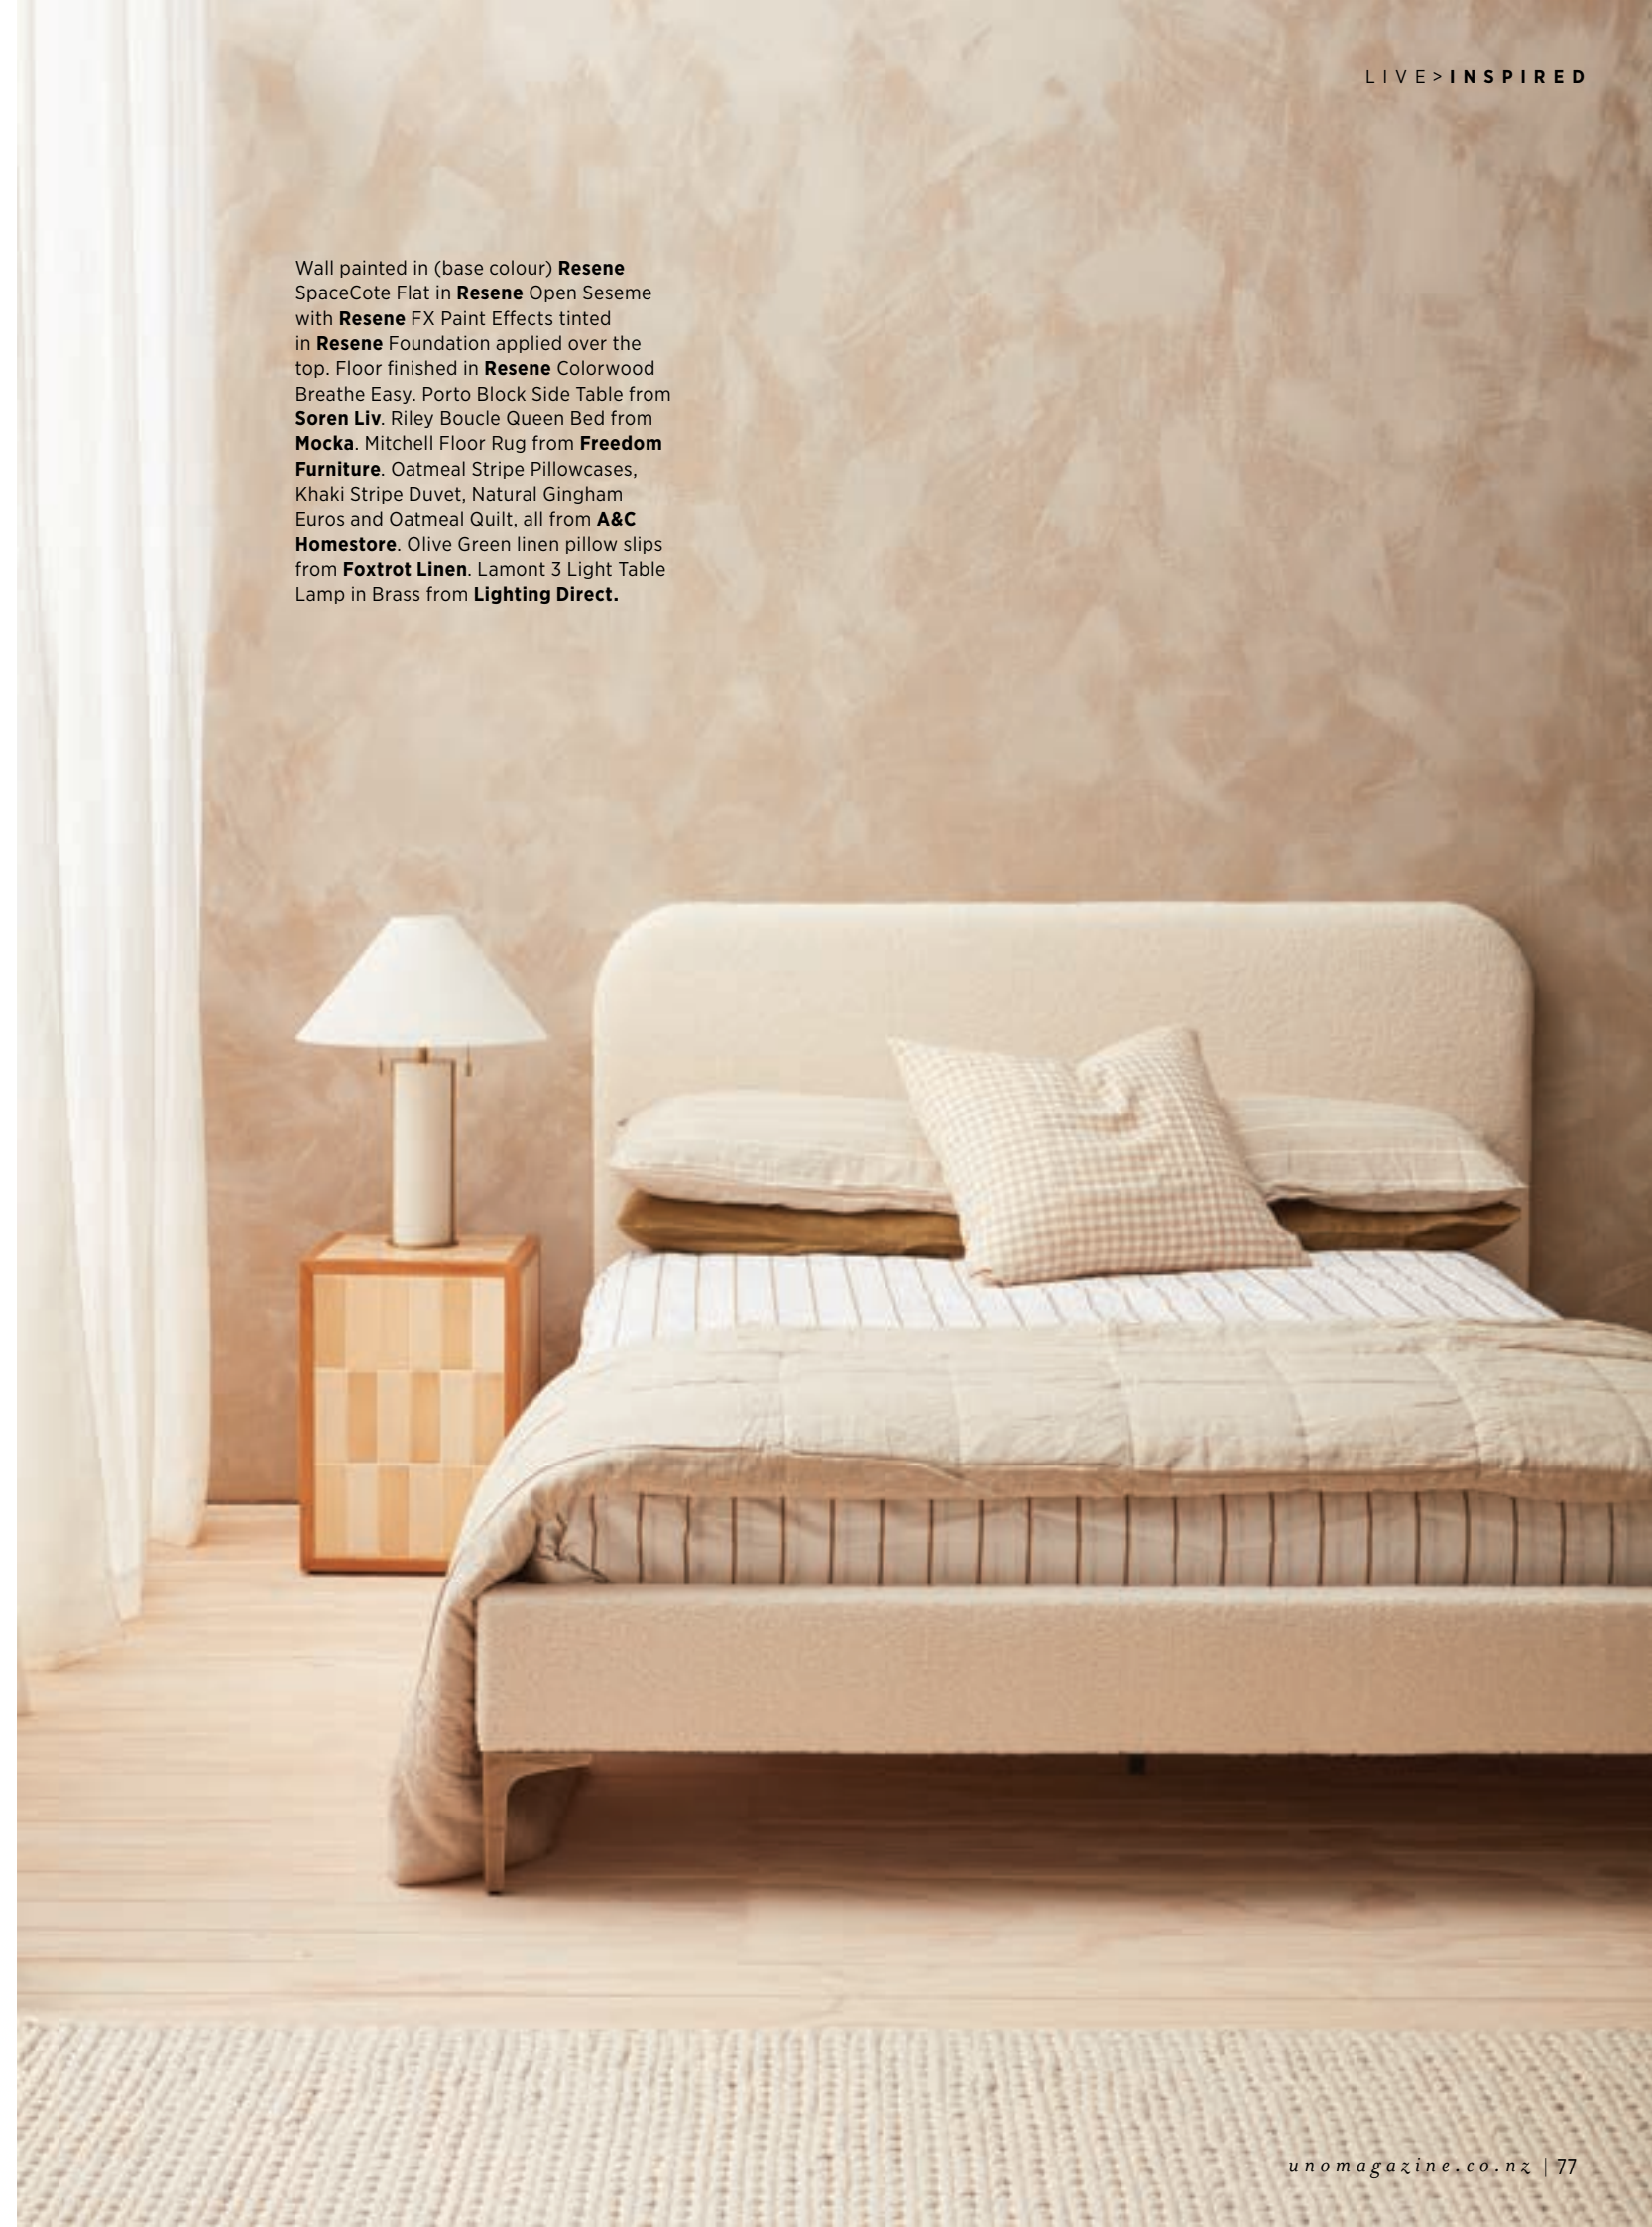 LIVE>INSPIRED
Wall painted in (base colour) Resene
SpaceCote Flat in Resene Open Seseme
with Resene FX Paint Effects tinted
in Resene Foundation applied over the
top. Floor finished in Resene Colorwood
Breathe Easy. Porto Block Side Table from
Soren Liv. Riley Boucle Queen Bed from
Mocka. Mitchell Floor Rug from Freedom
Furniture. Oatmeal Stripe Pillowcases,
Khaki Stripe Duvet, Natural Gingham
Euros and Oatmeal Quilt, all from A&C
Homestore. Olive Green linen pillow slips
from Foxtrot Linen. Lamont 3 Light Table
Lamp in Brass from Lighting Direct.
unomagazine.co.nz | 77